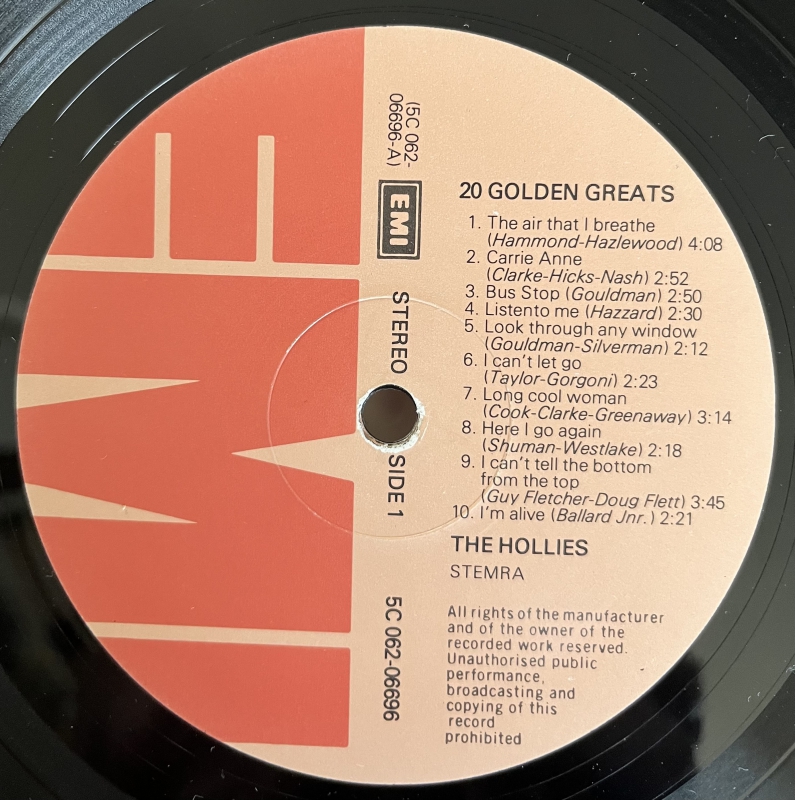 20 GOLDEN GREATS
1. The air that I breathe
(Hammond-Hazlewood) 4:08
2. Carrie Anne
(Clarke-Hicks-Nash) 2:52
3. Bus Stop (Gouldman) 2:50
4. Listento me (Hazzard) 2:30
5. Look through any window
(Gouldman-Silverman) 2:12
6. I can't let go
(Taylor-Gorgoni) 2:23
7. Long cool woman
(Cook-Clarke-Greenaway) 3:14
8. Here I go again
(Shuman-Westlake) 2:18
9. I can't tell the bottom
from the top
(Guy Fletcher-Doug Flett) 3:45
10. I'm alive (Ballard Jnr.) 2:21
THE HOLLIES
STEMRA
All rights of the manufacturer
and of the owner of the
recorded work reserved.
Unauthorised public
performance,
broadcasting and
copying of this
record
prohibited
(5C 062-
06696-A)
EMI
STEREO
SIDE 1
5C 062-06696
EMI